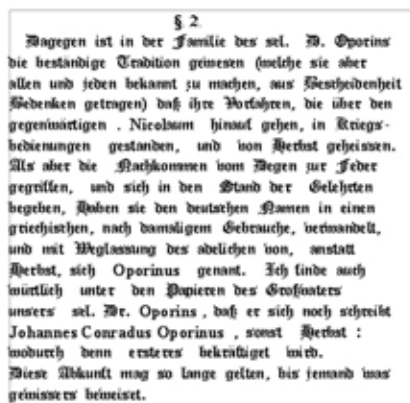 § 2.
Dagegen ist in der Familie des sel. D. Oporins
die beständige Tradition gewesen (welche sie aber
allen und jeden bekannt zu machen, aus Bescheidenheit
Bedenken getragen) daß ihre Vorfahren, die über den
gegenwärtigen . Nicolaum hinauf gehen, in Kriegs-
bedienungen gestanden, und von Herbst geheissen.
Als aber die Nachkommen vom Degen zur Feder
gegriffen, und sich in den Stand der Gelehrten
begeben, Haben sie den deutschen Namen in einen
griechischen, nach damaligem Gebrauche, verwandelt,
und mit Weglassung des adelichen von, anstatt
Herbst, sich Oporinus genant. Ich finde auch
würtlich unter den Papieren des Großvaters
unsers sel. Dr. Oporins , daß er sich noch schreibt
Johannes Conradus Oporinus , sonst Herbst :
wodurch denn ersteres bekräftiget wird.
Diese Abkunft mag so lange gelten, bis jemand was
gewissers beweiset.